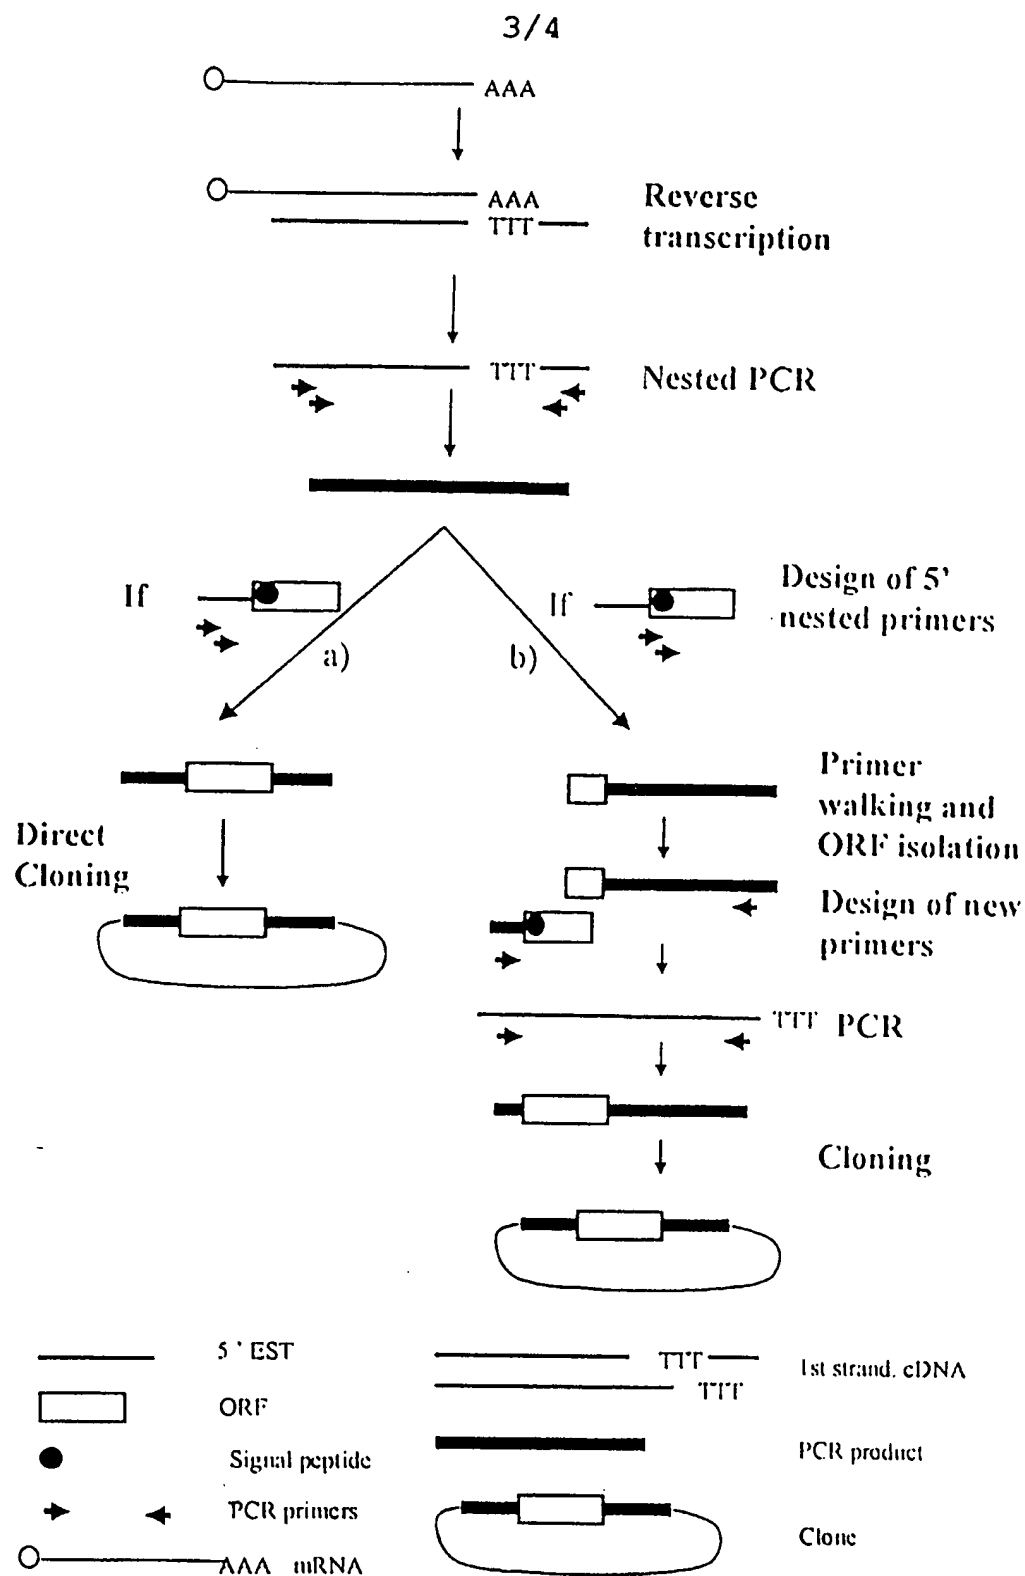 3/4
AAA
AAA
TTT
Reverse
transcription
TTT
Nested PCR
If
If
Design of 5'
nested primers
a)
b)
Primer
walking and
ORF isolation
Direct
Cloning
Design of new
primers
TTT PCR
Cloning
5' EST
TTT
1st strand. cDNA
TTT
ORF
Signal peptide
PCR product
PCR primers
Clone
AAA mRNA